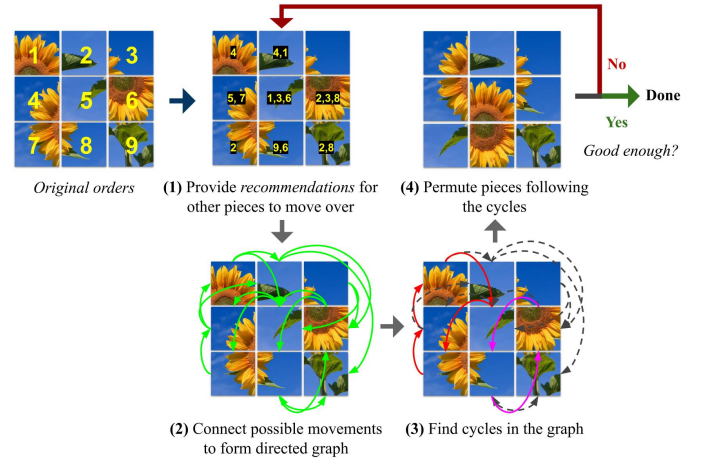 1 2 3
4 5 6
7 8 9
Original orders
4 4,1
5, 7 1,3,6 2,3,8
2 9,6 2,8
(1) Provide recommendations for
other pieces to move over
(2) Connect possible movements
to form directed graph
(3) Find cycles in the graph
(4) Permute pieces following
the cycles
No
Done
Yes
Good enough?